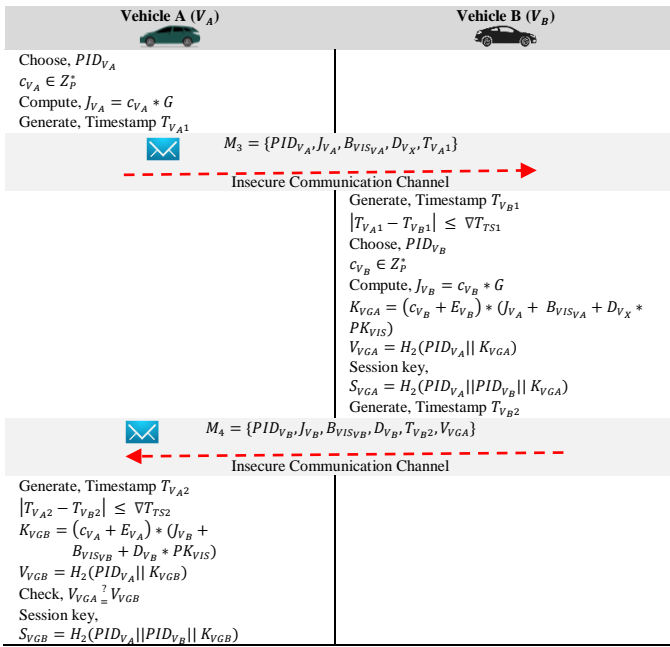 Vehicle A (V_A)
Vehicle B (V_B)
Choose, PID_{V_A}
c_{V_A} ∈ Z_P^*
Compute, J_{V_A} = c_{V_A} * G
Generate, Timestamp T_{V_A1}
M_3 = {PID_{V_A}, J_{V_A}, B_{VIS_{VA}}, D_{V_X}, T_{V_A1}}
Insecure Communication Channel
Generate, Timestamp T_{V_B1}
|T_{V_A1} − T_{V_B1}| ≤ ∇T_{TS1}
Choose, PID_{V_B}
c_{V_B} ∈ Z_P^*
Compute, J_{V_B} = c_{V_B} * G
K_{VGA} = (c_{V_B} + E_{V_B}) * (J_{V_A} + B_{VIS_{VA}} + D_{V_X} *
PK_{VIS})
V_{VGA} = H_2(PID_{V_A}|| K_{VGA})
Session key,
S_{VGA} = H_2(PID_{V_A}||PID_{V_B}|| K_{VGA})
Generate, Timestamp T_{V_B2}
M_4 = {PID_{V_B}, J_{V_B}, B_{VIS_{VB}}, D_{V_B}, T_{V_B2}, V_{VGA}}
Insecure Communication Channel
Generate, Timestamp T_{V_A2}
|T_{V_A2} − T_{V_B2}| ≤ ∇T_{TS2}
K_{VGB} = (c_{V_A} + E_{V_A}) * (J_{V_B} +
B_{VIS_{VB}} + D_{V_B} * PK_{VIS})
V_{VGB} = H_2(PID_{V_A}|| K_{VGB})
Check, V_{VGA} ≟ V_{VGB}
Session key,
S_{VGB} = H_2(PID_{V_A}||PID_{V_B}|| K_{VGB})